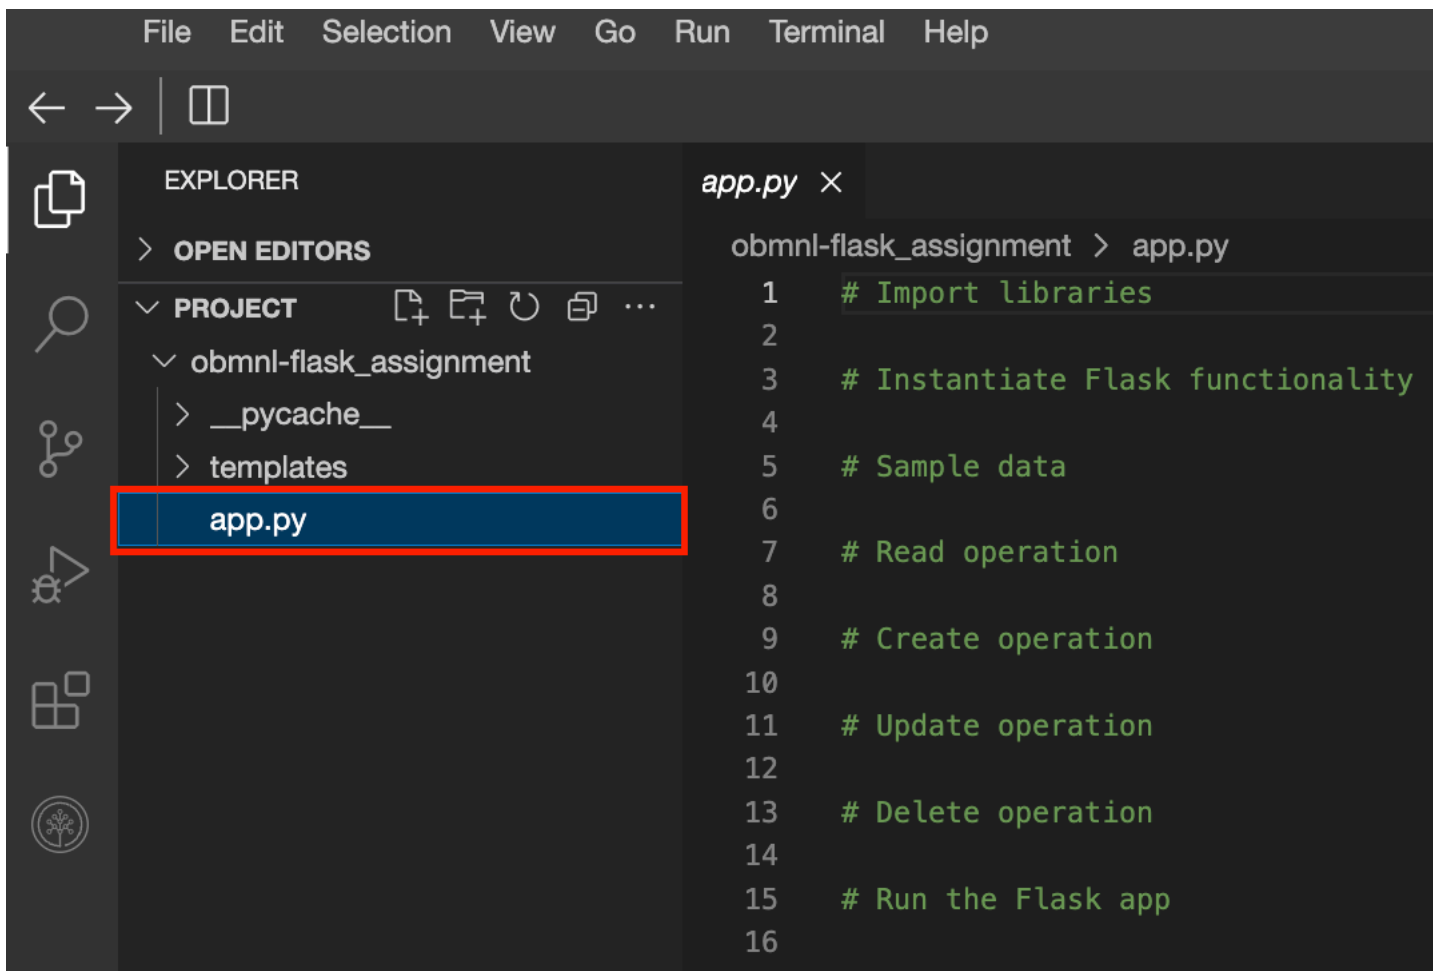 File Edit Selection View Go Run Terminal Help
EXPLORER
OPEN EDITORS
PROJECT
obmnl-flask_assignment
__pycache__
templates
app.py
app.py
obmnl-flask_assignment > app.py
1 # Import libraries
2
3 # Instantiate Flask functionality
4
5 # Sample data
6
7 # Read operation
8
9 # Create operation
10
11 # Update operation
12
13 # Delete operation
14
15 # Run the Flask app
16